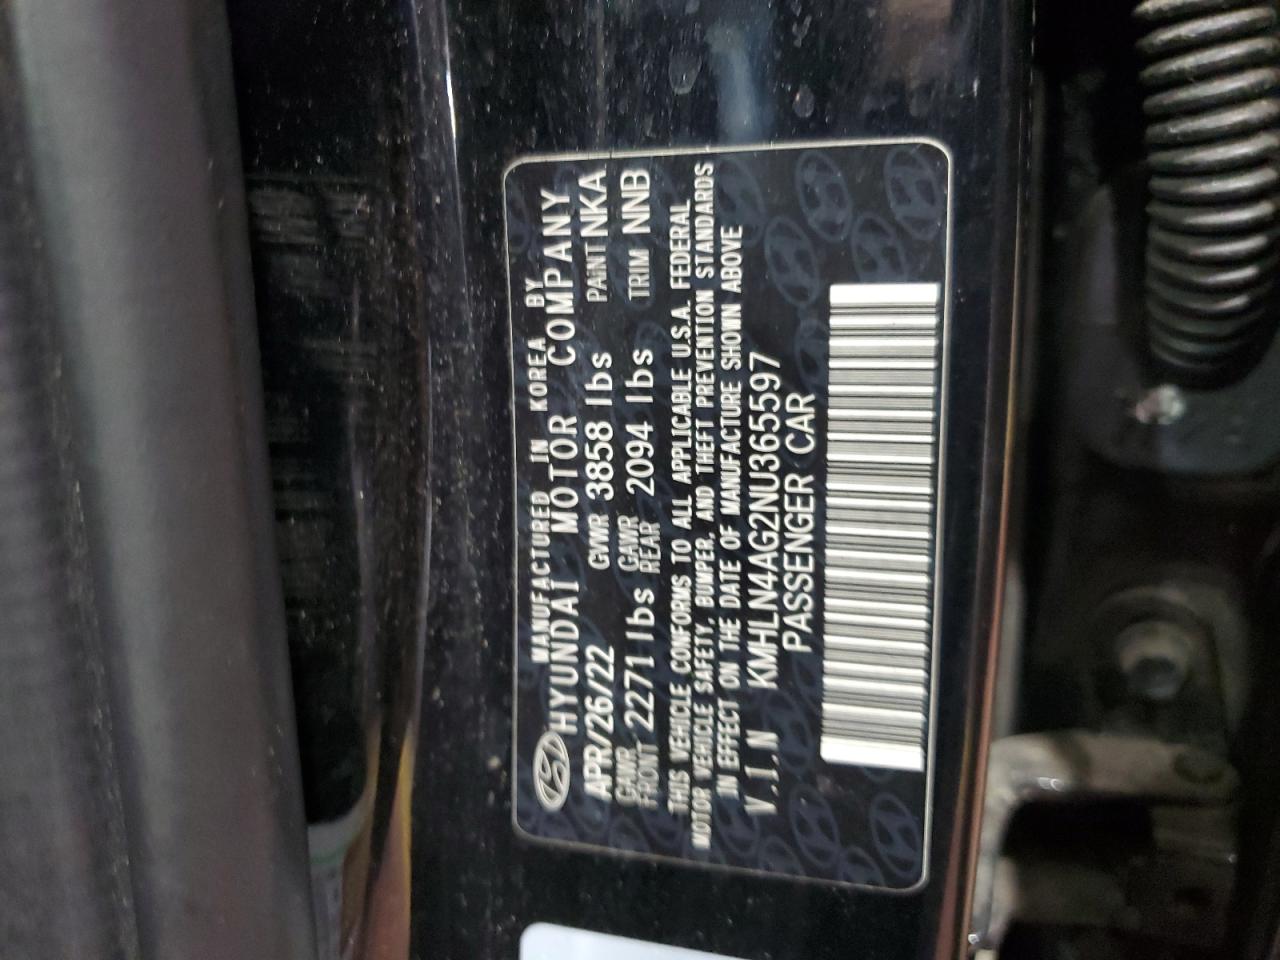 MANUFACTURED IN KOREA BY
HYUNDAI MOTOR COMPANY
APR/26/22 GVWR 3858 lbs PAINT NKA
GAWR FRONT 2271 lbs GAWR REAR 2094 lbs TRIM NNB
THIS VEHICLE CONFORMS TO ALL APPLICABLE U.S.A. FEDERAL
MOTOR VEHICLE SAFETY, BUMPER, AND THEFT PREVENTION STANDARDS
IN EFFECT ON THE DATE OF MANUFACTURE SHOWN ABOVE
V.I.N KMHLN4AG2NU365597
PASSENGER CAR